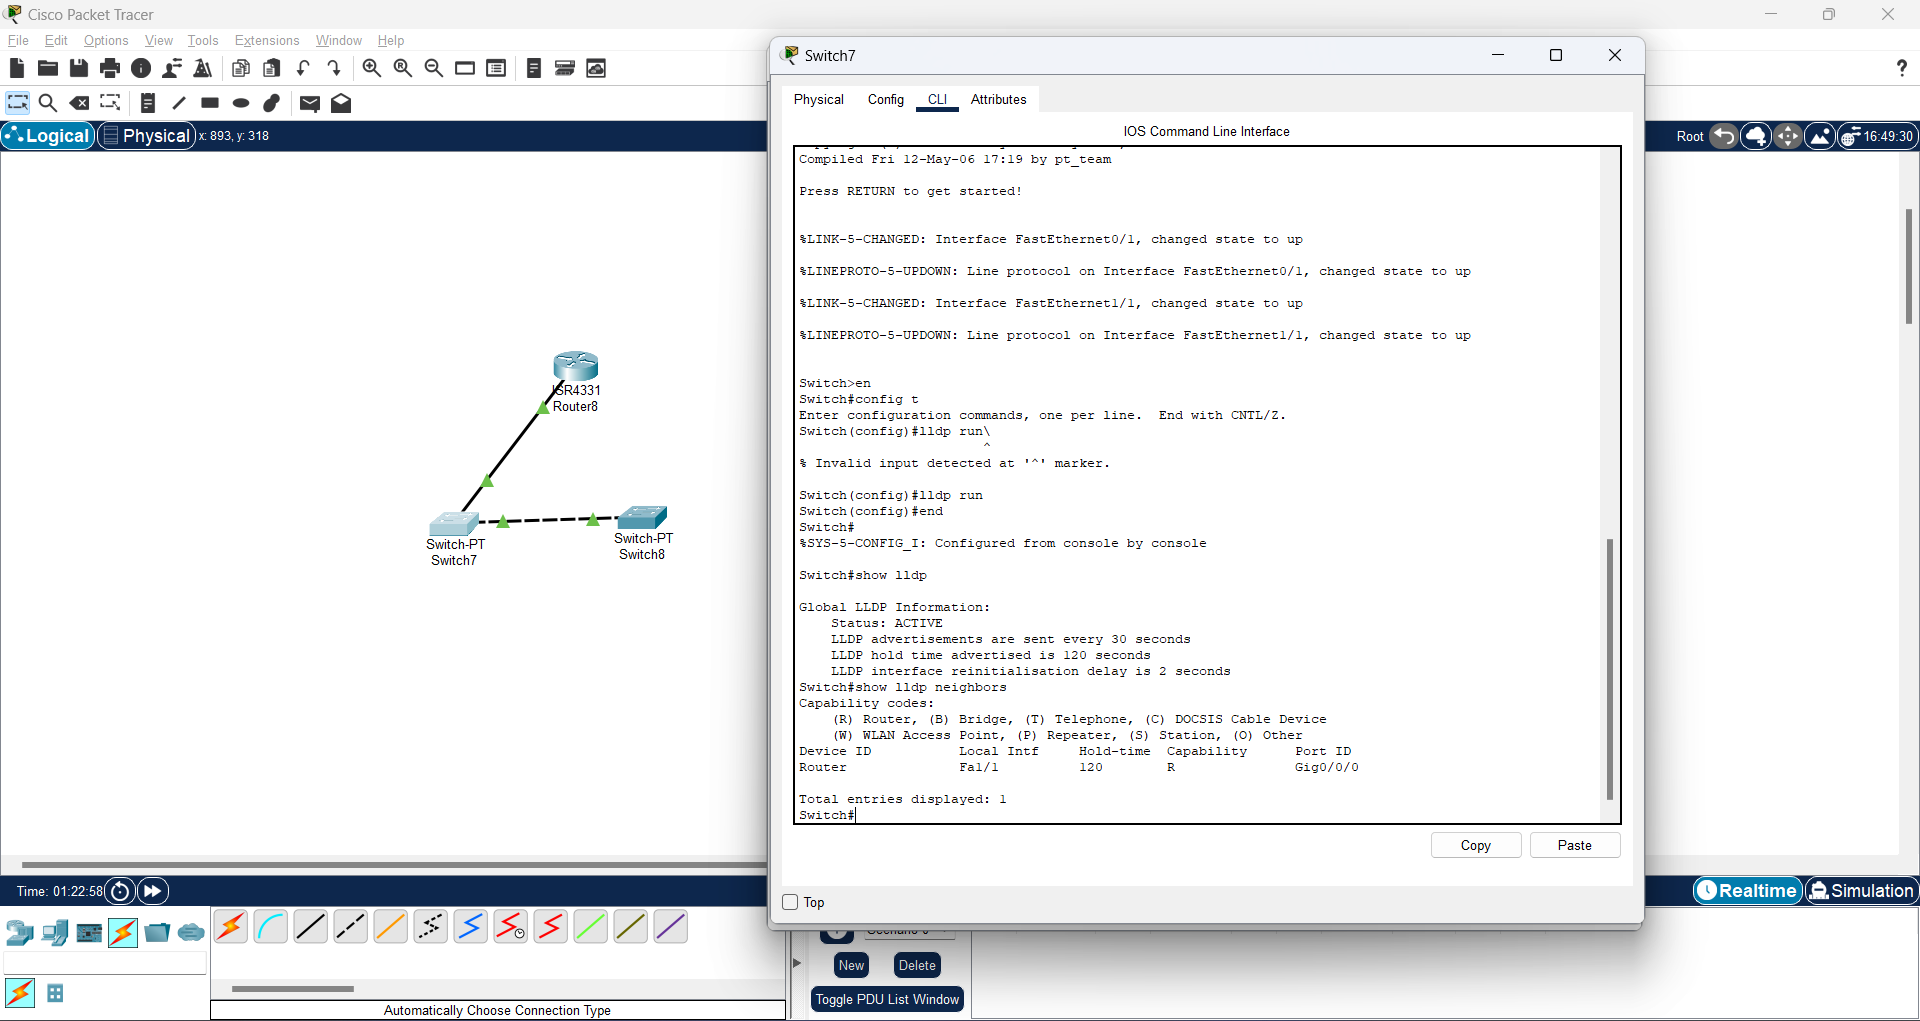 Cisco Packet Tracer
File Edit Options View Tools Extensions Window Help
Logical Physical x: 893, y: 318
Root 16:49:30
ISR4331
Router8
Switch-PT
Switch7
Switch-PT
Switch8
Switch7
Physical Config CLI Attributes
IOS Command Line Interface
Compiled Fri 12-May-06 17:19 by pt_team
Press RETURN to get started!
%LINK-5-CHANGED: Interface FastEthernet0/1, changed state to up
%LINEPROTO-5-UPDOWN: Line protocol on Interface FastEthernet0/1, changed state to up
%LINK-5-CHANGED: Interface FastEthernet1/1, changed state to up
%LINEPROTO-5-UPDOWN: Line protocol on Interface FastEthernet1/1, changed state to up
Switch>en
Switch#config t
Enter configuration commands, one per line.  End with CNTL/Z.
Switch(config)#lldp run\
^
% Invalid input detected at '^' marker.
Switch(config)#lldp run
Switch(config)#end
Switch#
%SYS-5-CONFIG_I: Configured from console by console
Switch#show lldp
Global LLDP Information:
Status: ACTIVE
LLDP advertisements are sent every 30 seconds
LLDP hold time advertised is 120 seconds
LLDP interface reinitialisation delay is 2 seconds
Switch#show lldp neighbors
Capability codes:
(R) Router, (B) Bridge, (T) Telephone, (C) DOCSIS Cable Device
(W) WLAN Access Point, (P) Repeater, (S) Station, (O) Other
Device ID Local Intf Hold-time Capability Port ID
Router Fa1/1 120 R Gig0/0/0
Total entries displayed: 1
Switch#
Copy Paste
Top
Time: 01:22:58
Realtime Simulation
New Delete
Toggle PDU List Window
Automatically Choose Connection Type